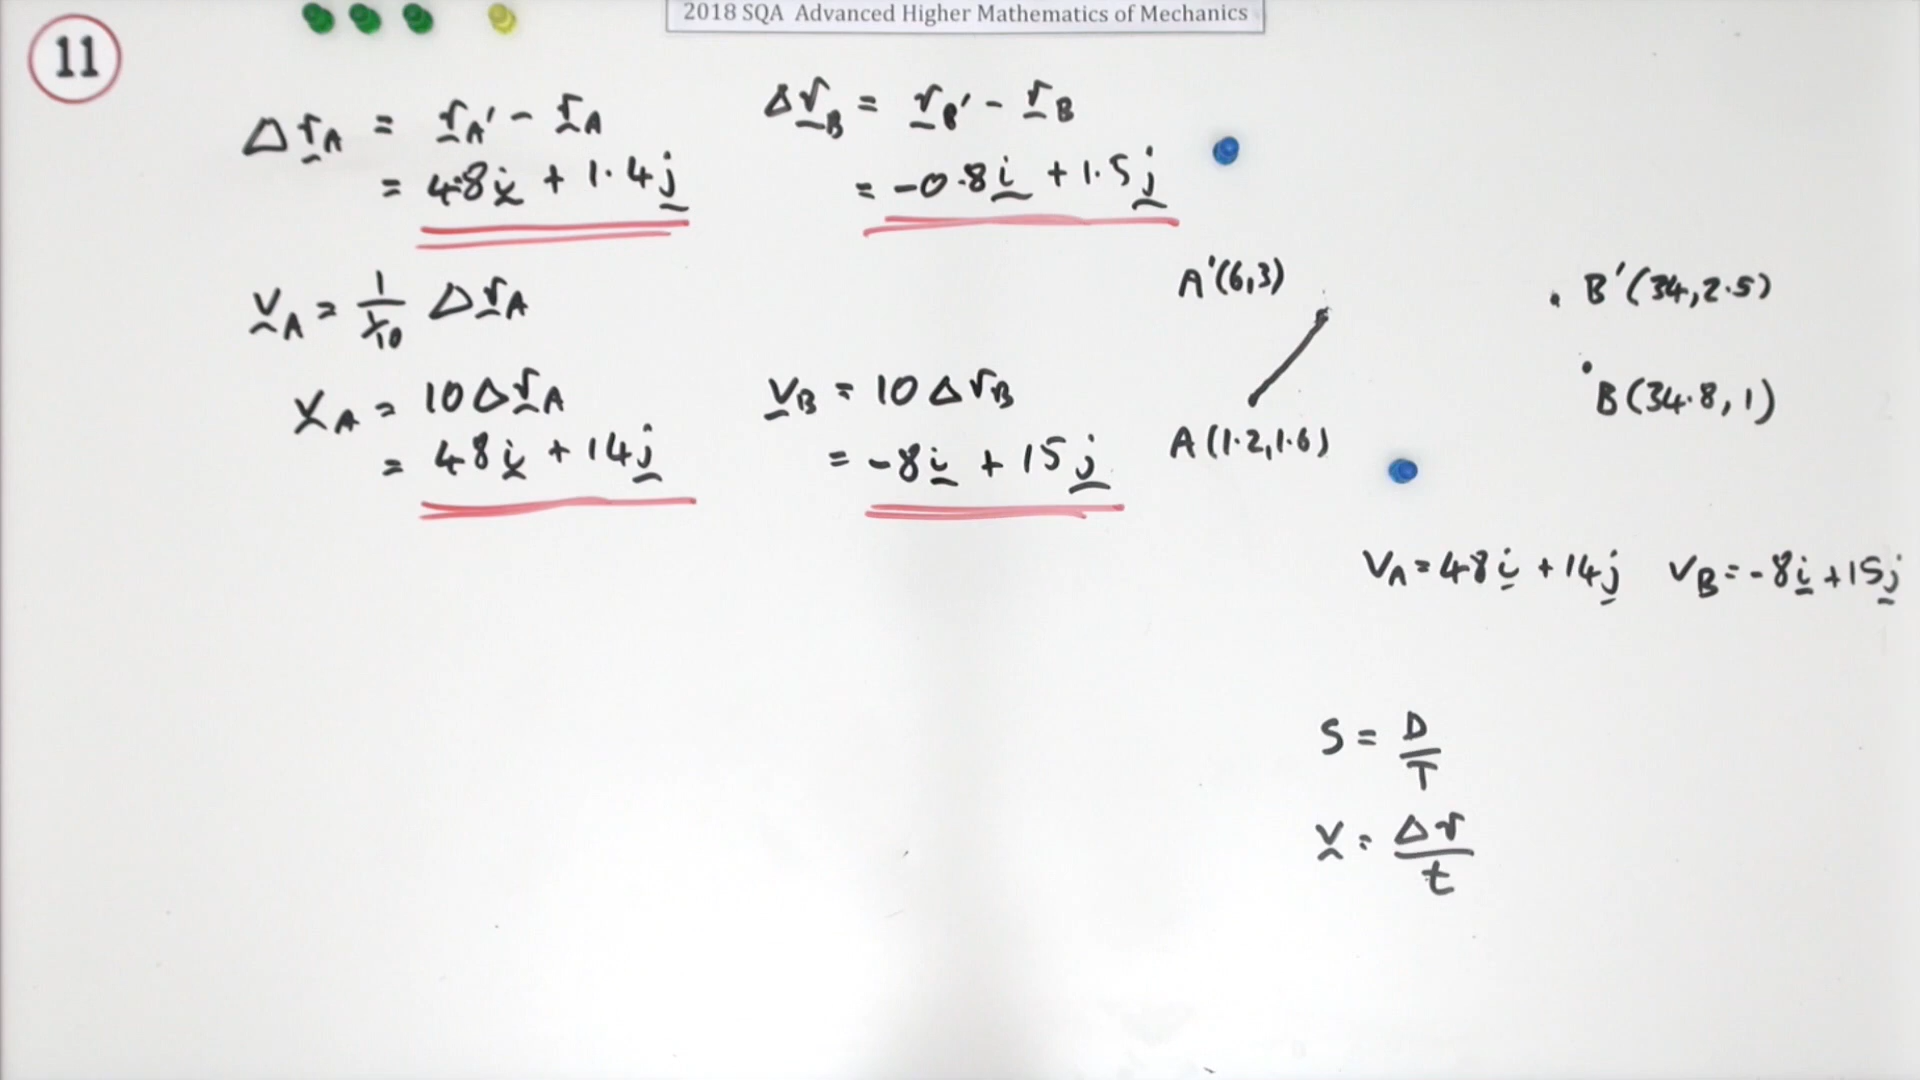 2018 SQA Advanced Higher Mathematics of Mechanics
11
Δr_A = r_A' - r_A
= 4.8i + 1.4j
Δr_B = r_B' - r_B
= -0.8i + 1.5j
v_A = 1/(1/10) Δr_A
v_A = 10Δr_A
= 48i + 14j
v_B = 10Δr_B
= -8i + 15j
A'(6,3)
A(1.2,1.6)
B'(34,2.5)
B(34.8,1)
v_A = 48i + 14j v_B = -8i + 15j
S = D/T
v = Δr/t